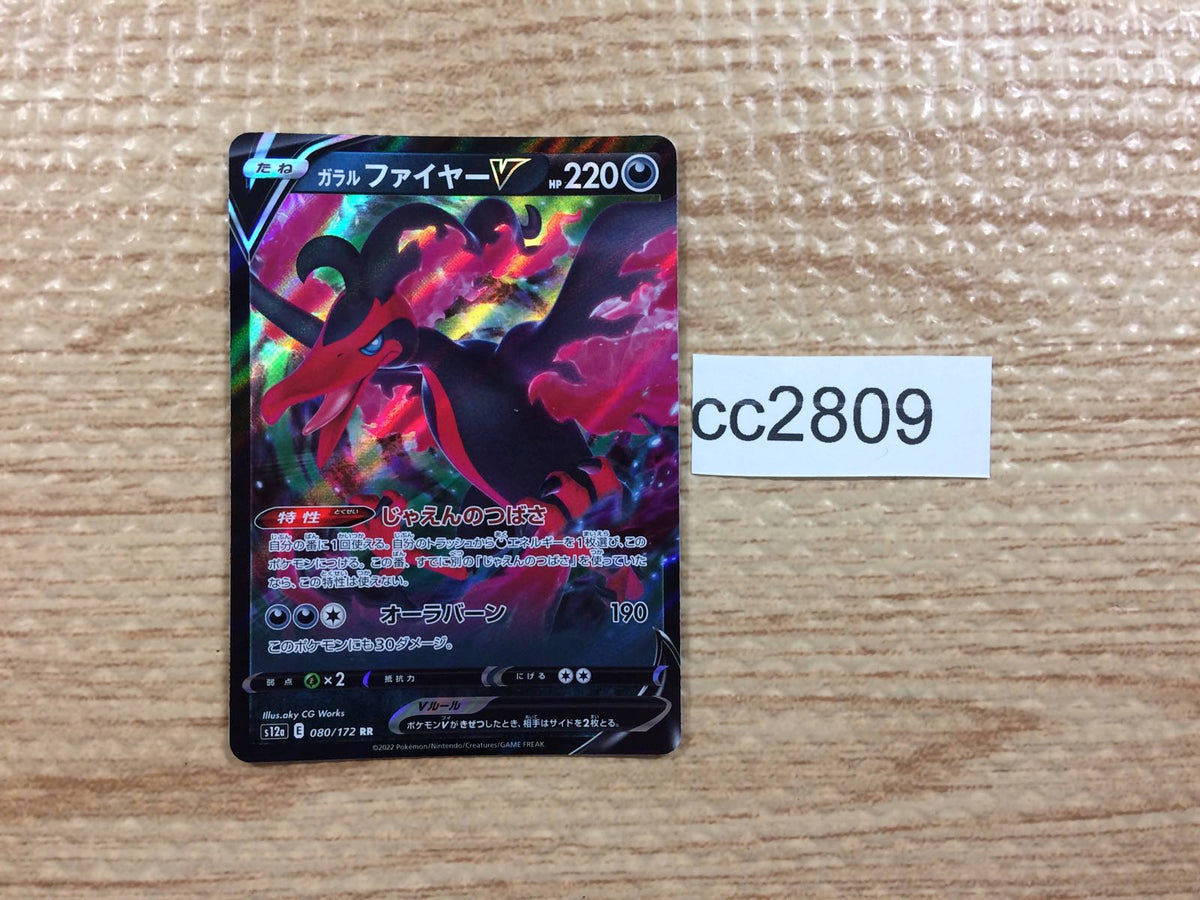 たね ガラル ファイヤーV HP 220
特性 とくせい じゃえんのつばさ
自分の番に1回使える。自分のトラッシュからエネルギーを1枚選び、この
ポケモンにつける。この番、すでに別の「じゃえんのつばさ」を使っていた
なら、この特性は使えない。
オーラバーン 190
このポケモンにも30ダメージ。
弱点 ×2 抵抗力 にげる
Vルール
ポケモンVがきぜつしたとき、相手はサイドを2枚とる。
Illus.aky CG Works
s12a E 080/172 RR
©2022 Pokémon/Nintendo/Creatures/GAME FREAK
cc2809